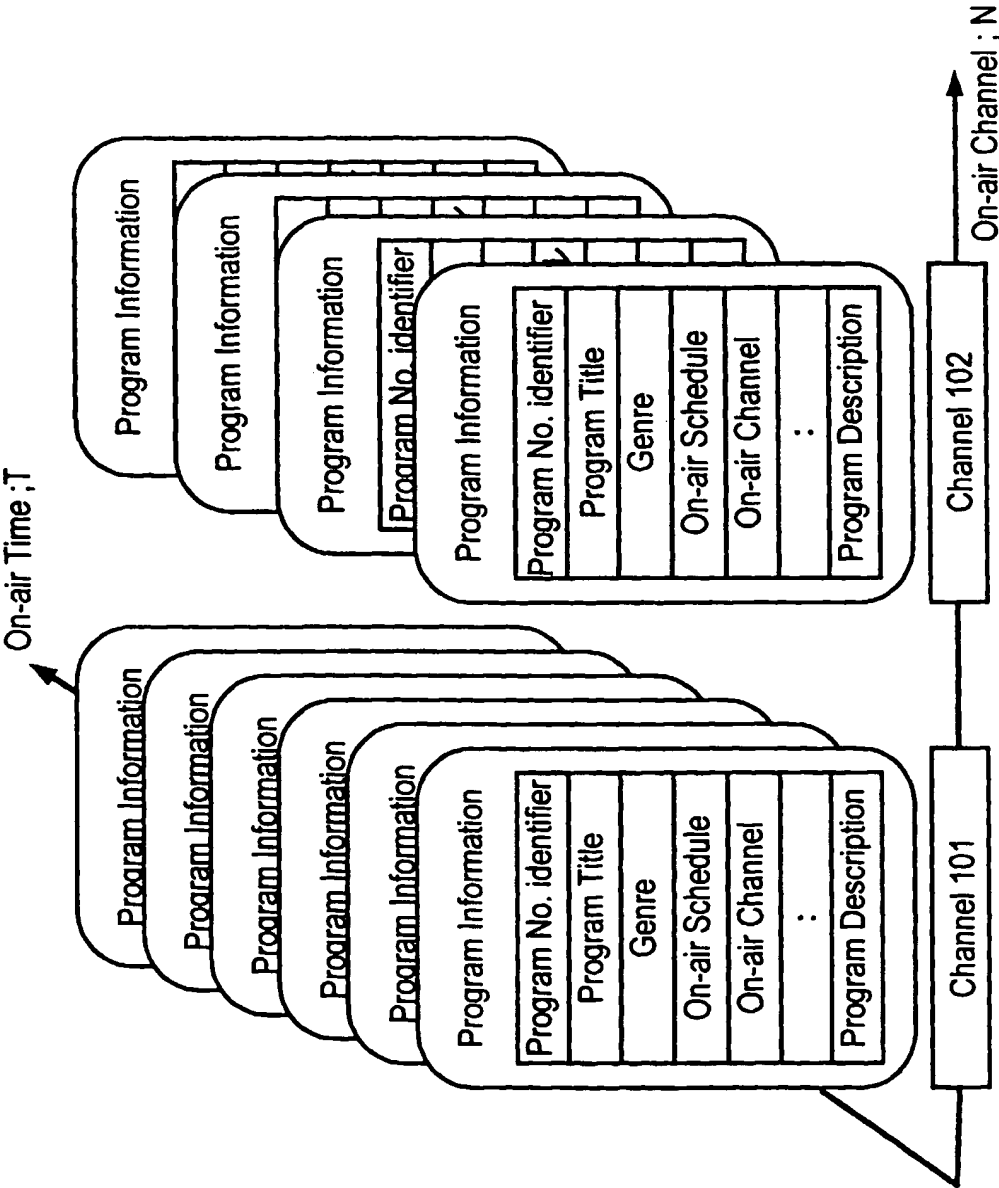 On-air Time ;T
Program Information
Program Information
Program Information
Program Information
Program Information
Program Information
Program No. identifier
Program Title
Genre
On-air Schedule
On-air Channel
:
Program Description
Channel 101
Program Information
Program Information
Program Information
Program No. identifier
Program Information
Program No. identifier
Program Title
Genre
On-air Schedule
On-air Channel
:
Program Description
Channel 102
On-air Channel ; N